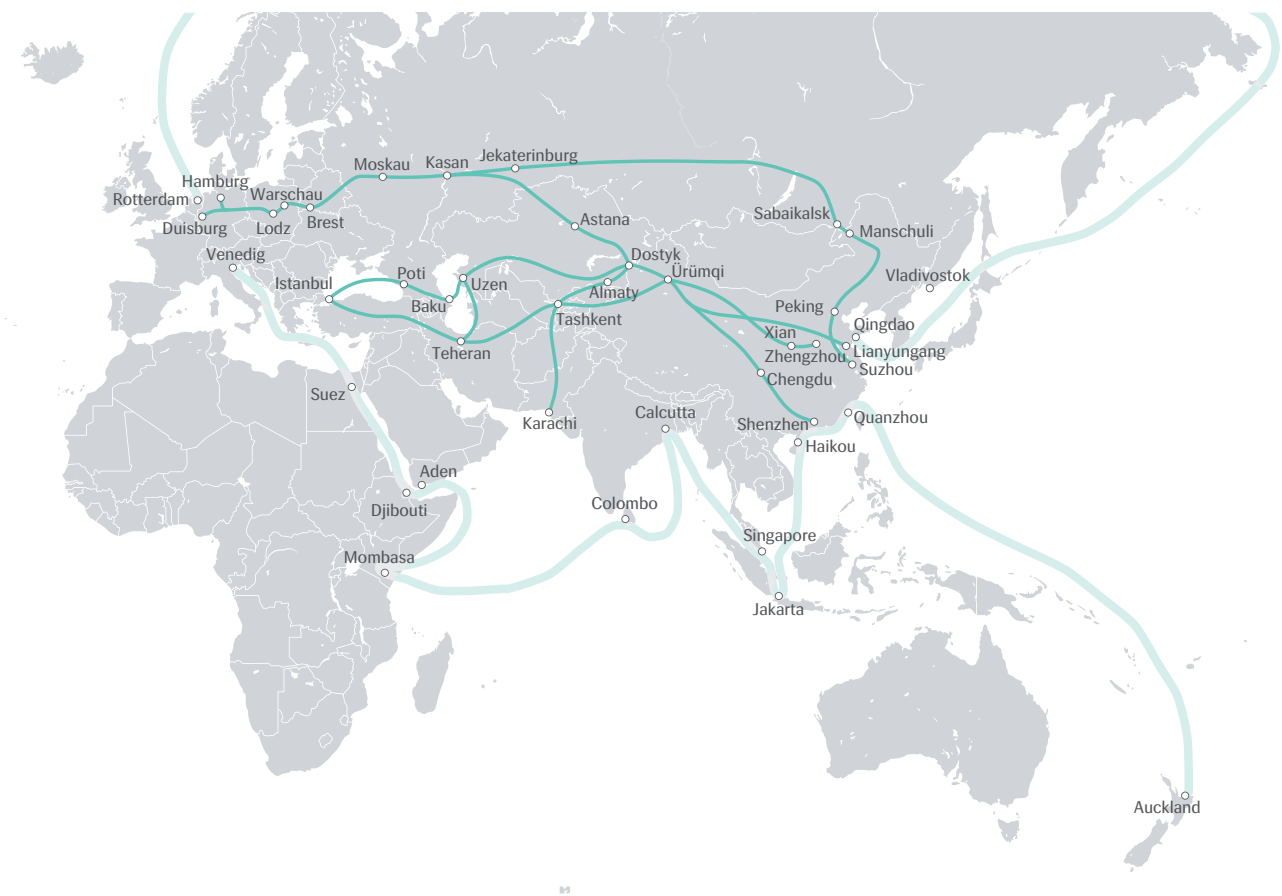 Jekaterinburg
Moskau
Kasan
Hamburg
Warschau
Rotterdam
Duisburg
Lodz
Brest
Sabaikalsk
Astana
Manschuli
Venedig
Dostyk
Ürümqi
Poti
Vladivostok
Istanbul
Uzen
Almaty
Baku
Peking
Tashkent
Qingdao
Xian
Teheran
Zhengzhou
Lianyungang
Suzhou
Chengdu
Suez
Calcutta
Karachi
Shenzhen
Quanzhou
Haikou
Aden
Djibouti
Colombo
Singapore
Mombasa
Jakarta
Auckland